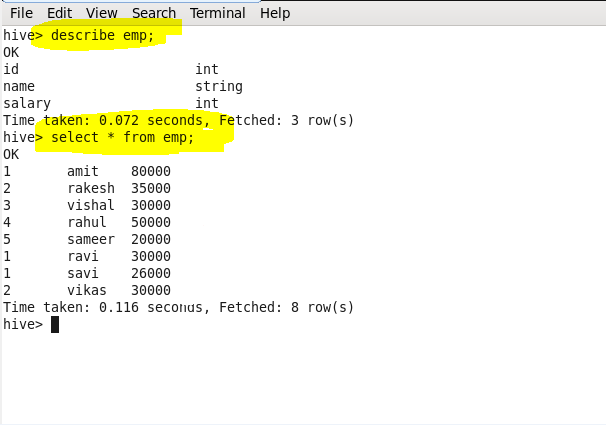 File Edit View Search Terminal Help
hive> describe emp;
OK
id                      int
name                    string
salary                  int
Time taken: 0.072 seconds, Fetched: 3 row(s)
hive> select * from emp;
OK
1       amit    80000
2       rakesh  35000
3       vishal  30000
4       rahul   50000
5       sameer  20000
1       ravi    30000
1       savi    26000
2       vikas   30000
Time taken: 0.116 seconds, Fetched: 8 row(s)
hive>